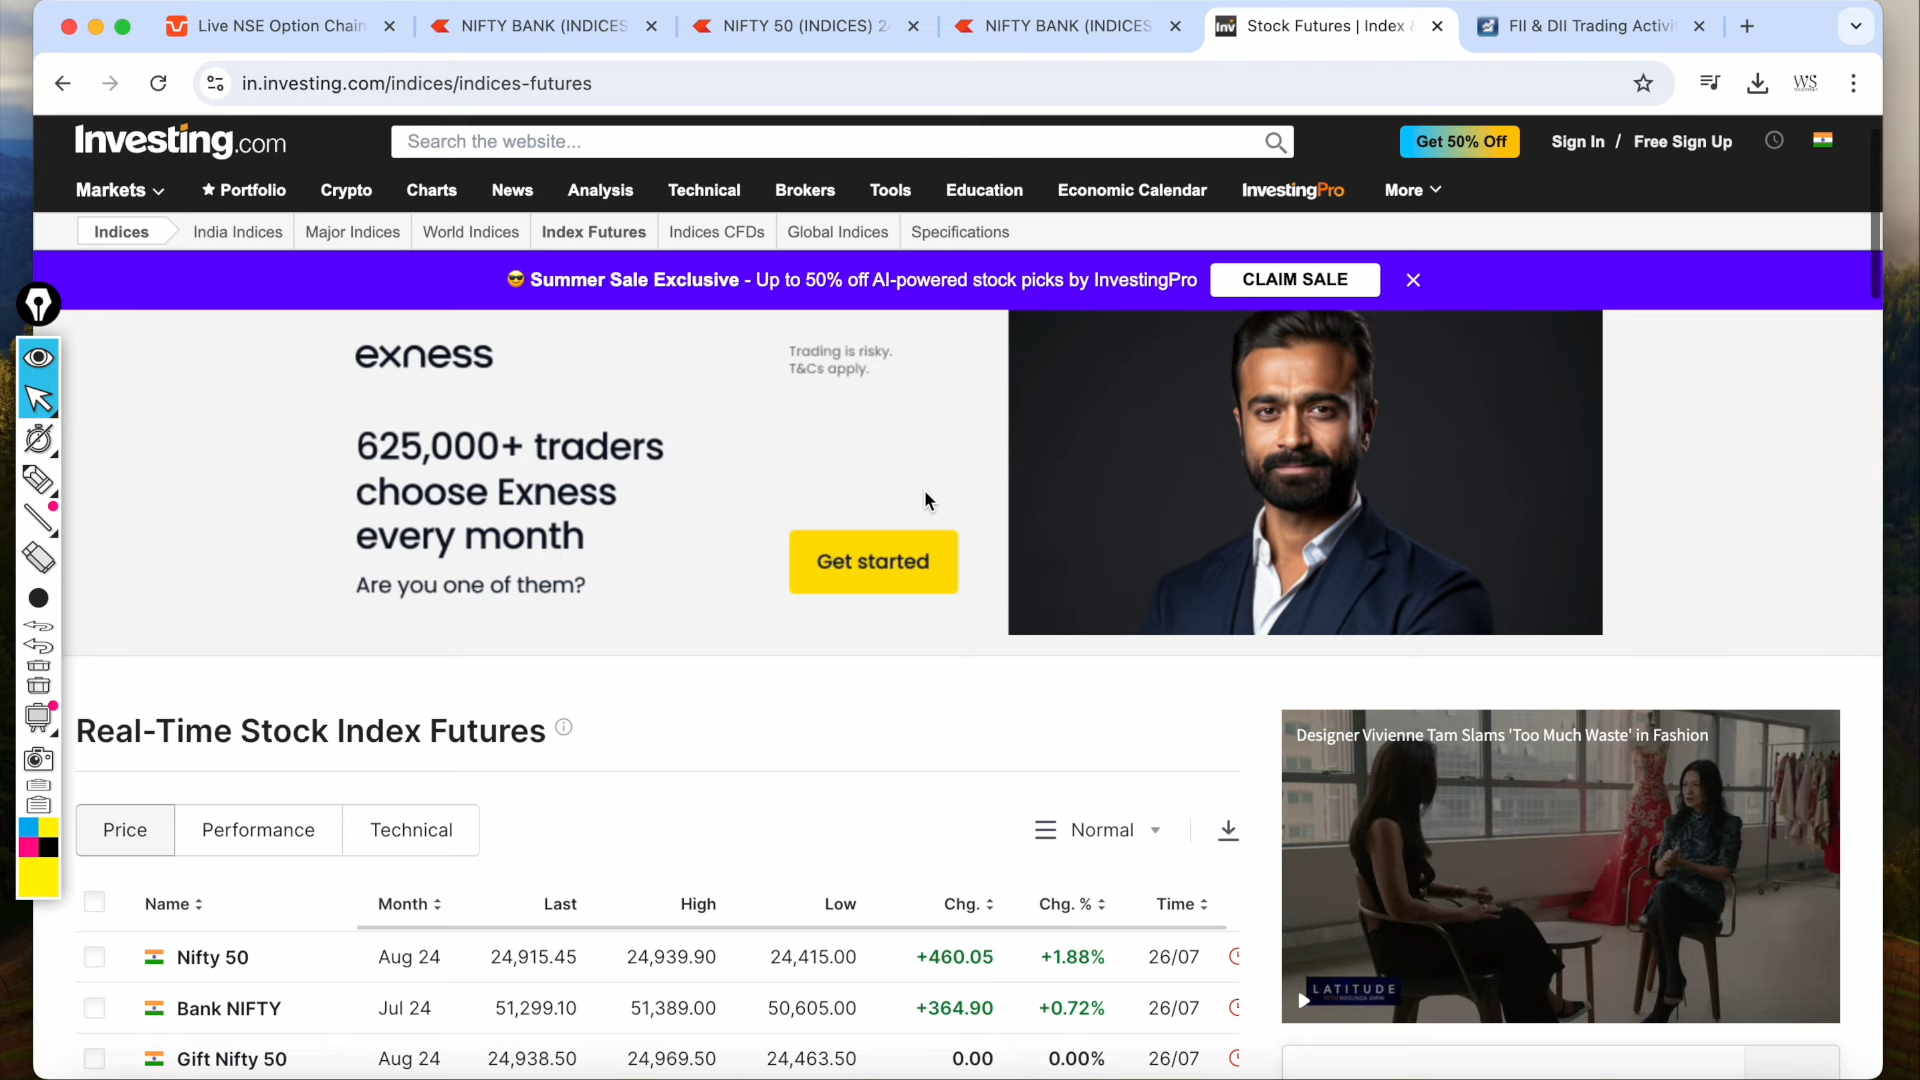 Live NSE Option Chain
NIFTY BANK (INDICES
NIFTY 50 (INDICES) 2
NIFTY BANK (INDICES
Stock Futures | Index &
FII & DII Trading Activi
in.investing.com/indices/indices-futures
WS
Investing.com
Search the website...
Get 50% Off
Sign In / Free Sign Up
Markets
Portfolio
Crypto
Charts
News
Analysis
Technical
Brokers
Tools
Education
Economic Calendar
InvestingPro
More
Indices
India Indices
Major Indices
World Indices
Index Futures
Indices CFDs
Global Indices
Specifications
Summer Sale Exclusive - Up to 50% off AI-powered stock picks by InvestingPro
CLAIM SALE
exness
Trading is risky.
T&Cs apply.
625,000+ traders
choose Exness
every month
Are you one of them?
Get started
Real-Time Stock Index Futures
Designer Vivienne Tam Slams 'Too Much Waste' in Fashion
LATITUDE
Price
Performance
Technical
Normal
Name Month Last High Low Chg. Chg. % Time
Nifty 50 Aug 24 24,915.45 24,939.90 24,415.00 +460.05 +1.88% 26/07
Bank NIFTY Jul 24 51,299.10 51,389.00 50,605.00 +364.90 +0.72% 26/07
Gift Nifty 50 Aug 24 24,938.50 24,969.50 24,463.50 0.00 0.00% 26/07